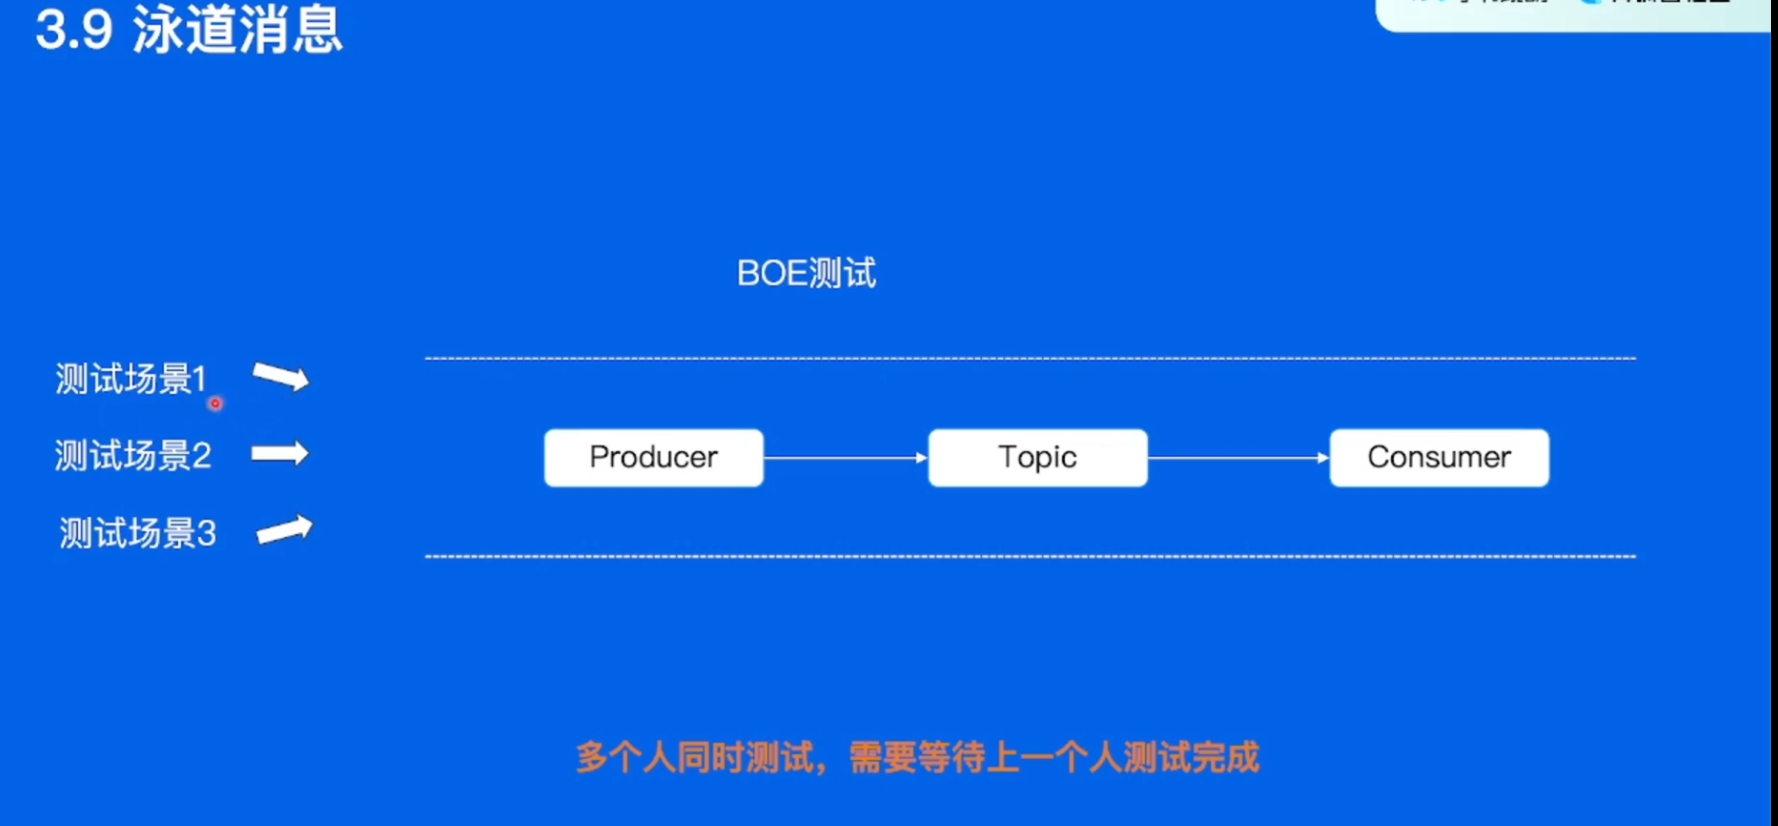 3.9 泳道消息
BOE测试
测试场景1
测试场景2
测试场景3
Producer
Topic
Consumer
多个人同时测试，需要等待上一个人测试完成